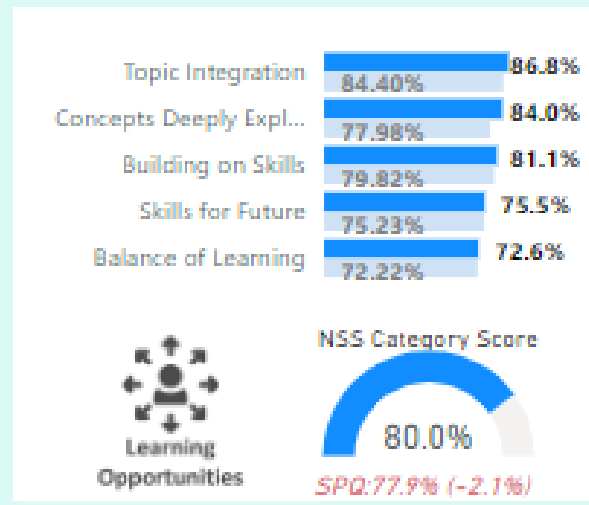 Topic Integration 86.8%
84.40%
Concepts Deeply Expl... 84.0%
77.98%
Building on Skills 81.1%
79.82%
Skills for Future 75.5%
75.23%
Balance of Learning 72.6%
72.22%
NSS Category Score
80.0%
Learning
Opportunities
SPQ:77.9% (-2.1%)